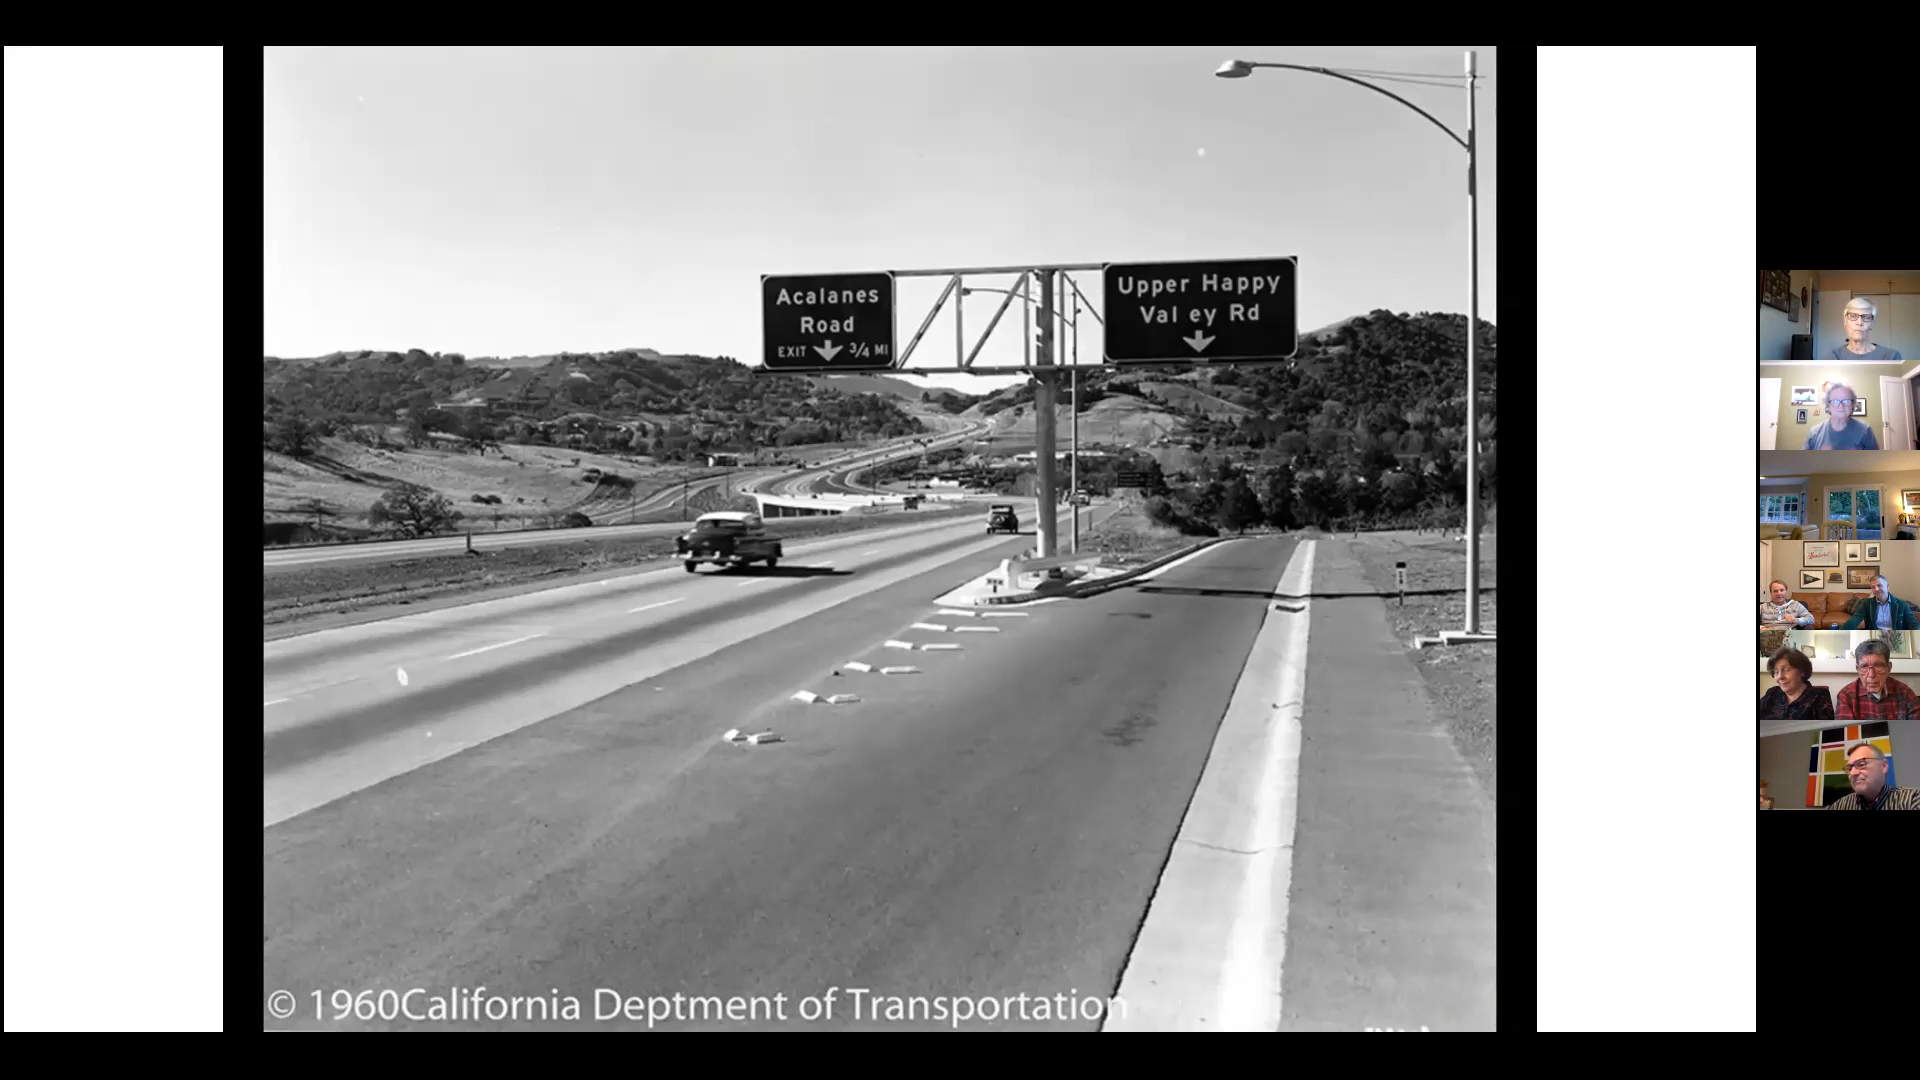 Acalanes
Road
EXIT 3/4 MI
Upper Happy
Val ey Rd
© 1960California Deptment of Transportation